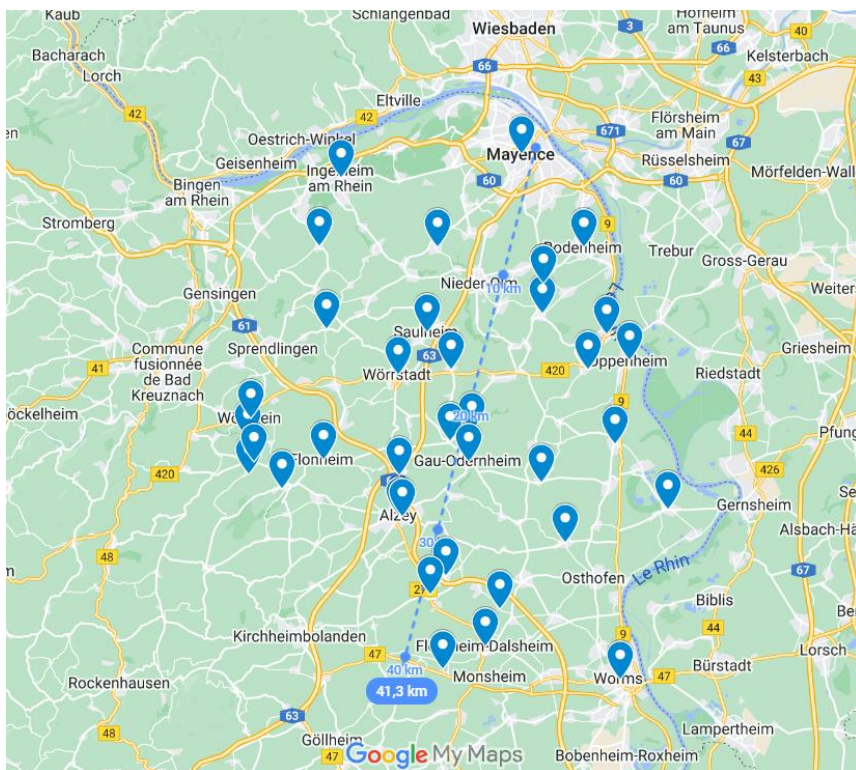 Kaub
Schlangenbad
Wiesbaden
Hofheim
am Taunus
3
40
66
Bacharach
Lorch
66
Kelsterbach
43
Eltville
42
42
Flörsheim
am Main
67
Oestrich-Winkel
671
Geisenheim
Mayence
Rüsselsheim
Ingelheim
am Rhein
60
60
Mörfelden-Walle
Bingen
am Rhein
Stromberg
9
Bodenheim
Trebur
Gross-Gerau
Nieder-Olm
10 km
Gensingen
Weiters
61
Saulheim
Commune
fusionnée
de Bad
Kreuznach
Sprendlingen
63
Griesheim
41
Wörrstadt
420
Oppenheim
Riedstadt
öckelheim
9
20 km
44
Pfung
Flonheim
Gau-Odernheim
420
426
Gernsheim
Alzey
Alsbach-Hä
30
48
Le Rhin
67
Osthofen
Biblis
Kirchheimbolanden
9
44
47
Lorsch
40 km
Monsheim
Worms
47
Bürstadt
Rockenhausen
41,3 km
48
63
Göllheim
Lampertheim
47
Google My Maps
Bobenheim-Roxheim